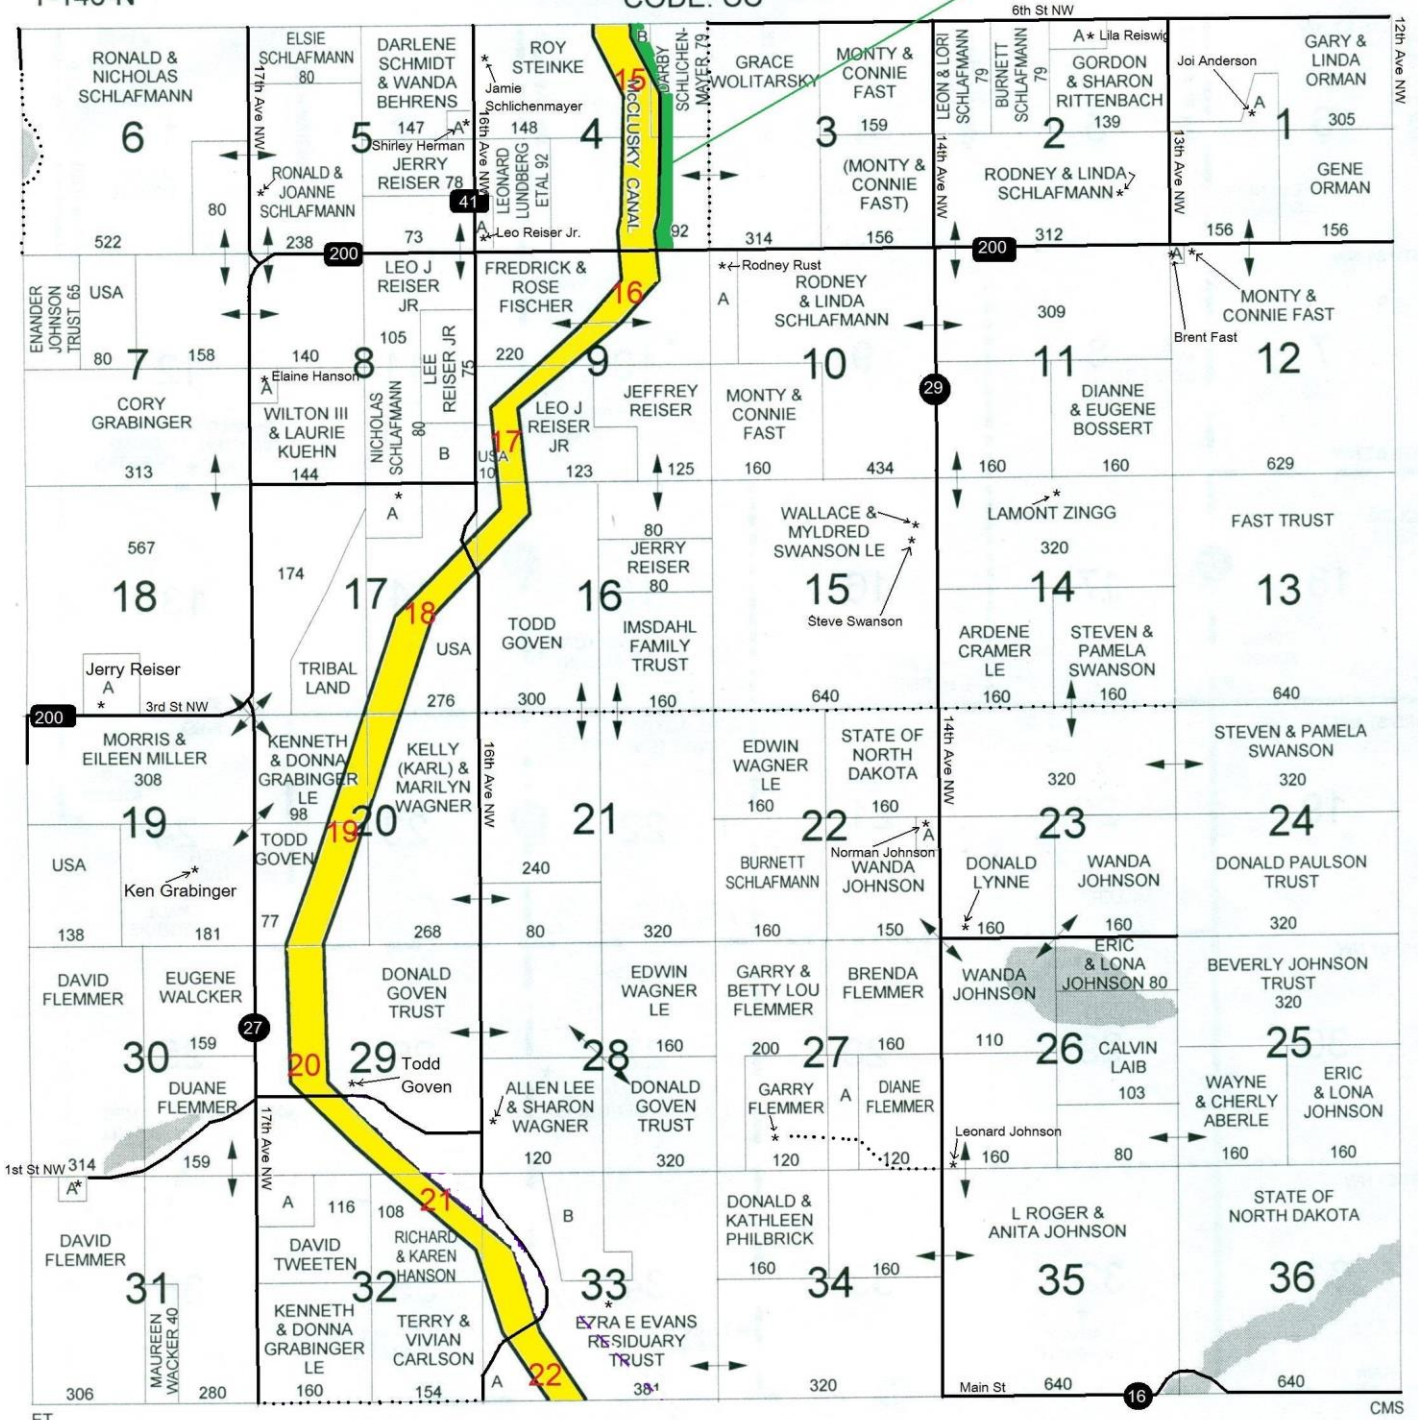 T-146 N
CODE: CC
6th St NW
12th Ave NW
RONALD &
NICHOLAS
SCHLAFMANN
6
80
522
17th Ave NW
ELSIE
SCHLAFMANN
80
DARLENE
SCHMIDT
& WANDA
BEHRENS
5
147
A*
Shirley Herman
JERRY
REISER 78
RONALD &
JOANNE
SCHLAFMANN
238
73
200
41
16th Ave NW
Jamie
Schlichenmayer
ROY
STEINKE
148
4
LEONARD
LUNDBERG
ETAL 92
A
Leo Reiser Jr.
B
15
McCLUSKY CANAL
DARBY
SCHLICHEN-
MAYER 79
92
GRACE
WOLITARSKY
MONTY &
CONNIE
FAST
3
159
(MONTY &
CONNIE
FAST)
314
156
LEON & LORI
SCHLAFMANN
79
BURNETT
SCHLAFMANN
79
A* Lila Reiswig
GORDON
& SHARON
RITTENBACH
2
139
14th Ave NW
RODNEY & LINDA
SCHLAFMANN*
312
200
Joi Anderson
A
GARY &
LINDA
ORMAN
1
305
13th Ave NW
GENE
ORMAN
156
156
ENANDER
JOHNSON
TRUST 65
USA
80
7
158
CORY
GRABINGER
313
LEO J
REISER
JR
105
140
8
Elaine Hanson
A
WILTON III
& LAURIE
KUEHN
144
NICHOLAS
SCHLAFMANN
80
LEE
REISER JR
75
B
FREDRICK &
ROSE
FISCHER
16
220
9
LEO J
REISER
JR
17
USA
10
123
JEFFREY
REISER
125
*Rodney Rust
A
RODNEY
& LINDA
SCHLAFMANN
10
MONTY &
CONNIE
FAST
160
434
29
309
11
DIANNE
& EUGENE
BOSSERT
160
160
A
MONTY &
CONNIE FAST
Brent Fast
12
629
567
18
Jerry Reiser
A
3rd St NW
200
174
A
17
18
USA
TRIBAL
LAND
276
80
JERRY
REISER
80
16
TODD
GOVEN
IMSDAHL
FAMILY
TRUST
300
160
WALLACE &
MYLDRED
SWANSON LE
15
Steve Swanson
640
LAMONT ZINGG
320
14
ARDENE
CRAMER
LE
160
STEVEN &
PAMELA
SWANSON
160
FAST TRUST
13
640
MORRIS &
EILEEN MILLER
308
19
USA
Ken Grabinger
138
181
KENNETH
& DONNA
GRABINGER
LE
98
TODD
GOVEN
77
19
20
KELLY
(KARL) &
MARILYN
WAGNER
268
16th Ave NW
21
240
80
320
EDWIN
WAGNER
LE
160
STATE OF
NORTH
DAKOTA
160
22
A
Norman Johnson
BURNETT
SCHLAFMANN
160
WANDA
JOHNSON
150
14th Ave NW
320
23
DONALD
LYNNE
160
WANDA
JOHNSON
160
STEVEN & PAMELA
SWANSON
320
24
DONALD PAULSON
TRUST
320
DAVID
FLEMMER
EUGENE
WALCKER
159
30
27
DUANE
FLEMMER
1st St NW
314
159
20
DONALD
GOVEN
TRUST
29
Todd
Goven
17th Ave NW
EDWIN
WAGNER
LE
160
28
ALLEN LEE
& SHARON
WAGNER
120
DONALD
GOVEN
TRUST
320
GARRY &
BETTY LOU
FLEMMER
200
BRENDA
FLEMMER
160
27
GARRY
FLEMMER
120
A
DIANE
FLEMMER
120
WANDA
JOHNSON
110
ERIC
& LONA
JOHNSON 80
26
CALVIN
LAIB
103
Leonard Johnson
160
80
BEVERLY JOHNSON
TRUST
320
25
WAYNE
& CHERLY
ABERLE
160
ERIC
& LONA
JOHNSON
160
A*
DAVID
FLEMMER
31
MAUREEN
WACKER 40
306
280
A
116
108
21
DAVID
TWEETEN
RICHARD
& KAREN
HANSON
32
KENNETH
& DONNA
GRABINGER
LE
160
TERRY &
VIVIAN
CARLSON
154
B
33
EZRA E EVANS
RESIDUARY
TRUST
A
22
381
DONALD &
KATHLEEN
PHILBRICK
160
160
34
320
L ROGER &
ANITA JOHNSON
35
Main St
640
16
STATE OF
NORTH DAKOTA
36
640
CMS